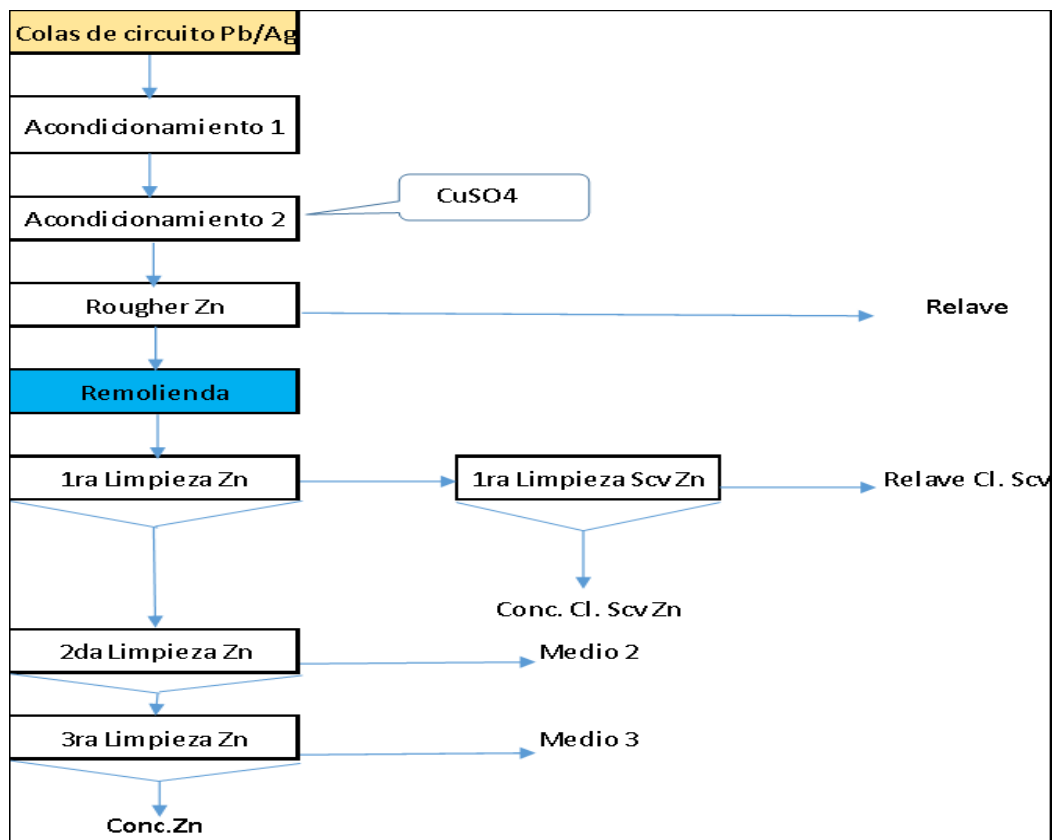 Colas de circuito Pb/Ag
Acondicionamiento 1
CuSO4
Acondicionamiento 2
Rougher Zn
Relave
Remolienda
1ra Limpieza Zn
1ra Limpieza Scv Zn
Relave Cl. Scv
Conc. Cl. Scv Zn
2da Limpieza Zn
Medio 2
3ra Limpieza Zn
Medio 3
Conc.Zn